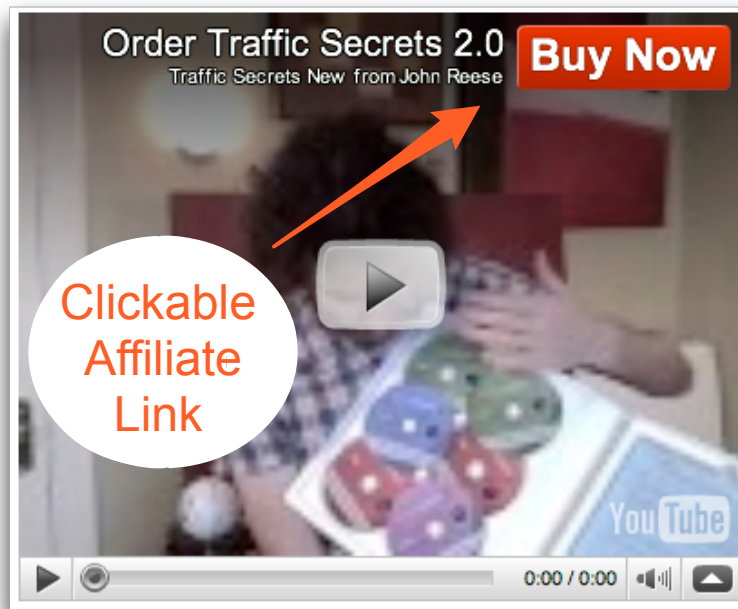 Order Traffic Secrets 2.0
Buy Now
Traffic Secrets New from John Reese
Clickable
Affiliate
Link
YouTube
0:00 / 0:00